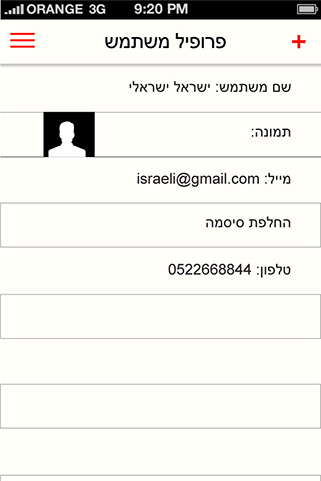 ORANGE 3G 9:20 PM
פרופיל משתמש +
שם משתמש: ישראל ישראלי
תמונה:
מייל: israeli@gmail.com
החלפת סיסמה
טלפון: 0522668844